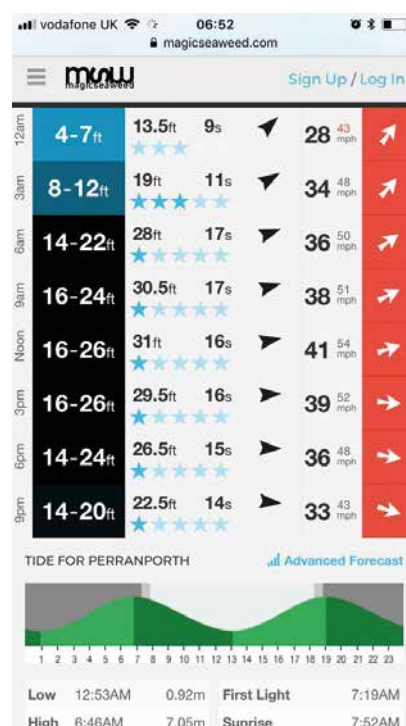 vodafone UK 06:52
magicseaweed.com
msw
magicseaweed
Sign Up / Log In
12am 4-7ft 13.5ft 9s 28 43 mph
3am 8-12ft 19ft 11s 34 48 mph
6am 14-22ft 28ft 17s 36 50 mph
9am 16-24ft 30.5ft 17s 38 51 mph
Noon 16-26ft 31ft 16s 41 54 mph
3pm 16-26ft 29.5ft 16s 39 52 mph
6pm 14-24ft 26.5ft 15s 36 48 mph
9pm 14-20ft 22.5ft 14s 33 43 mph
TIDE FOR PERRANPORTH Advanced Forecast
1 2 3 4 5 6 7 8 9 10 11 12 13 14 15 16 17 18 19 20 21 22 23
Low 12:53AM 0.92m First Light 7:19AM
High 6:46AM 7.05m Sunrise 7:52AM